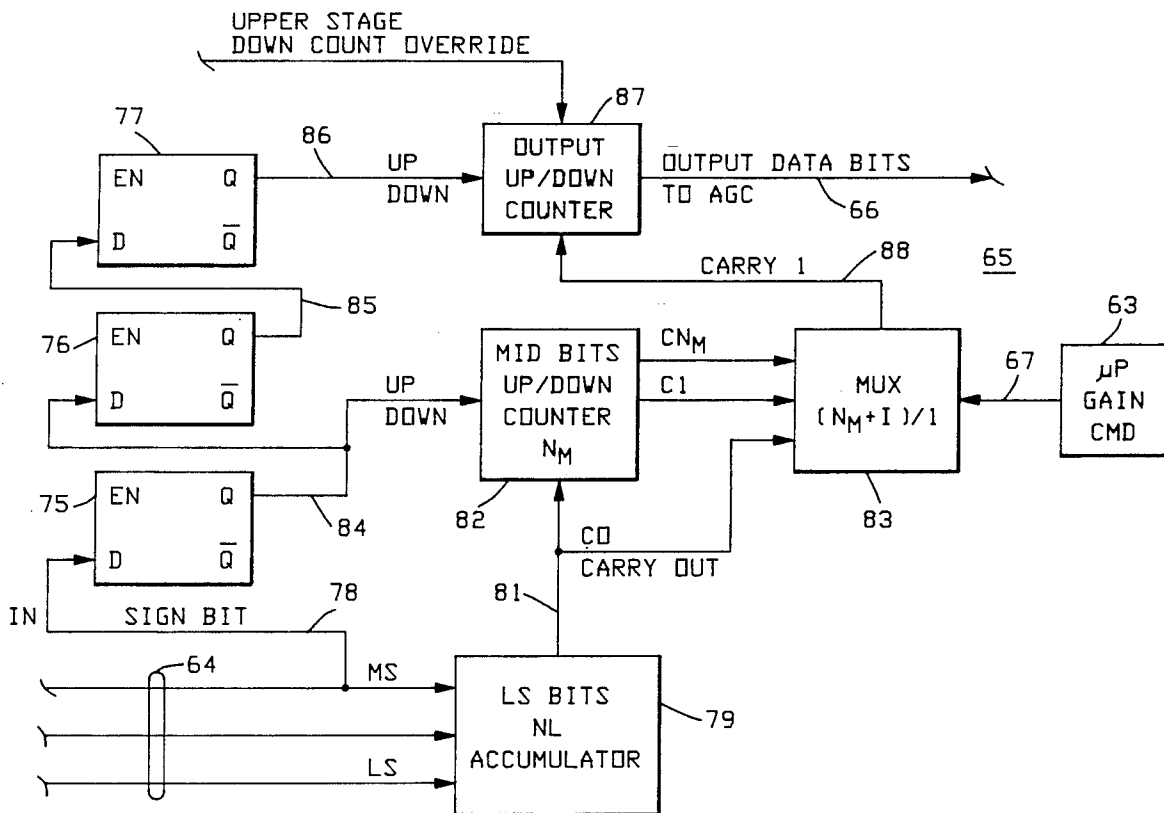 UPPER STAGE
DOWN COUNT OVERRIDE
77
EN Q
D Q̅
86
UP
DOWN
87
OUTPUT
UP/DOWN
COUNTER
OUTPUT DATA BITS
TO AGC
66
65
85
CARRY 1
88
76
EN Q
D Q̅
UP
DOWN
MID BITS
UP/DOWN
COUNTER
N_M
82
CN_M
C1
MUX
(N_M+I)/1
83
67
63
μP
GAIN
CMD
75
EN Q
D Q̅
84
CO
CARRY OUT
81
IN
SIGN BIT
78
64
MS
LS
LS BITS
NL
ACCUMULATOR
79